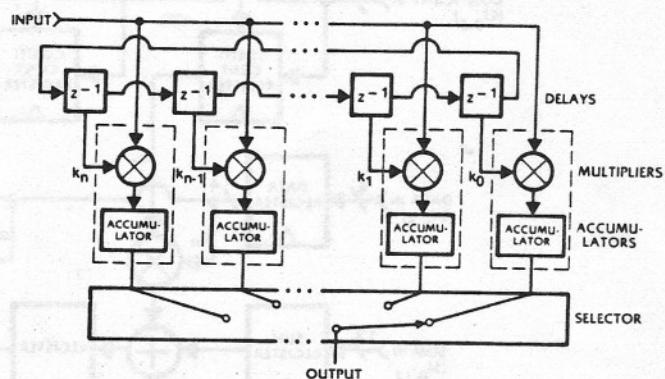 INPUT
z⁻¹ z⁻¹ z⁻¹ z⁻¹ DELAYS
kn kn-1 k1 k0 MULTIPLIERS
ACCUMU-
LATOR
ACCUMU-
LATOR
ACCUMU-
LATOR
ACCUMU-
LATOR
ACCUMU-
LATORS
SELECTOR
OUTPUT